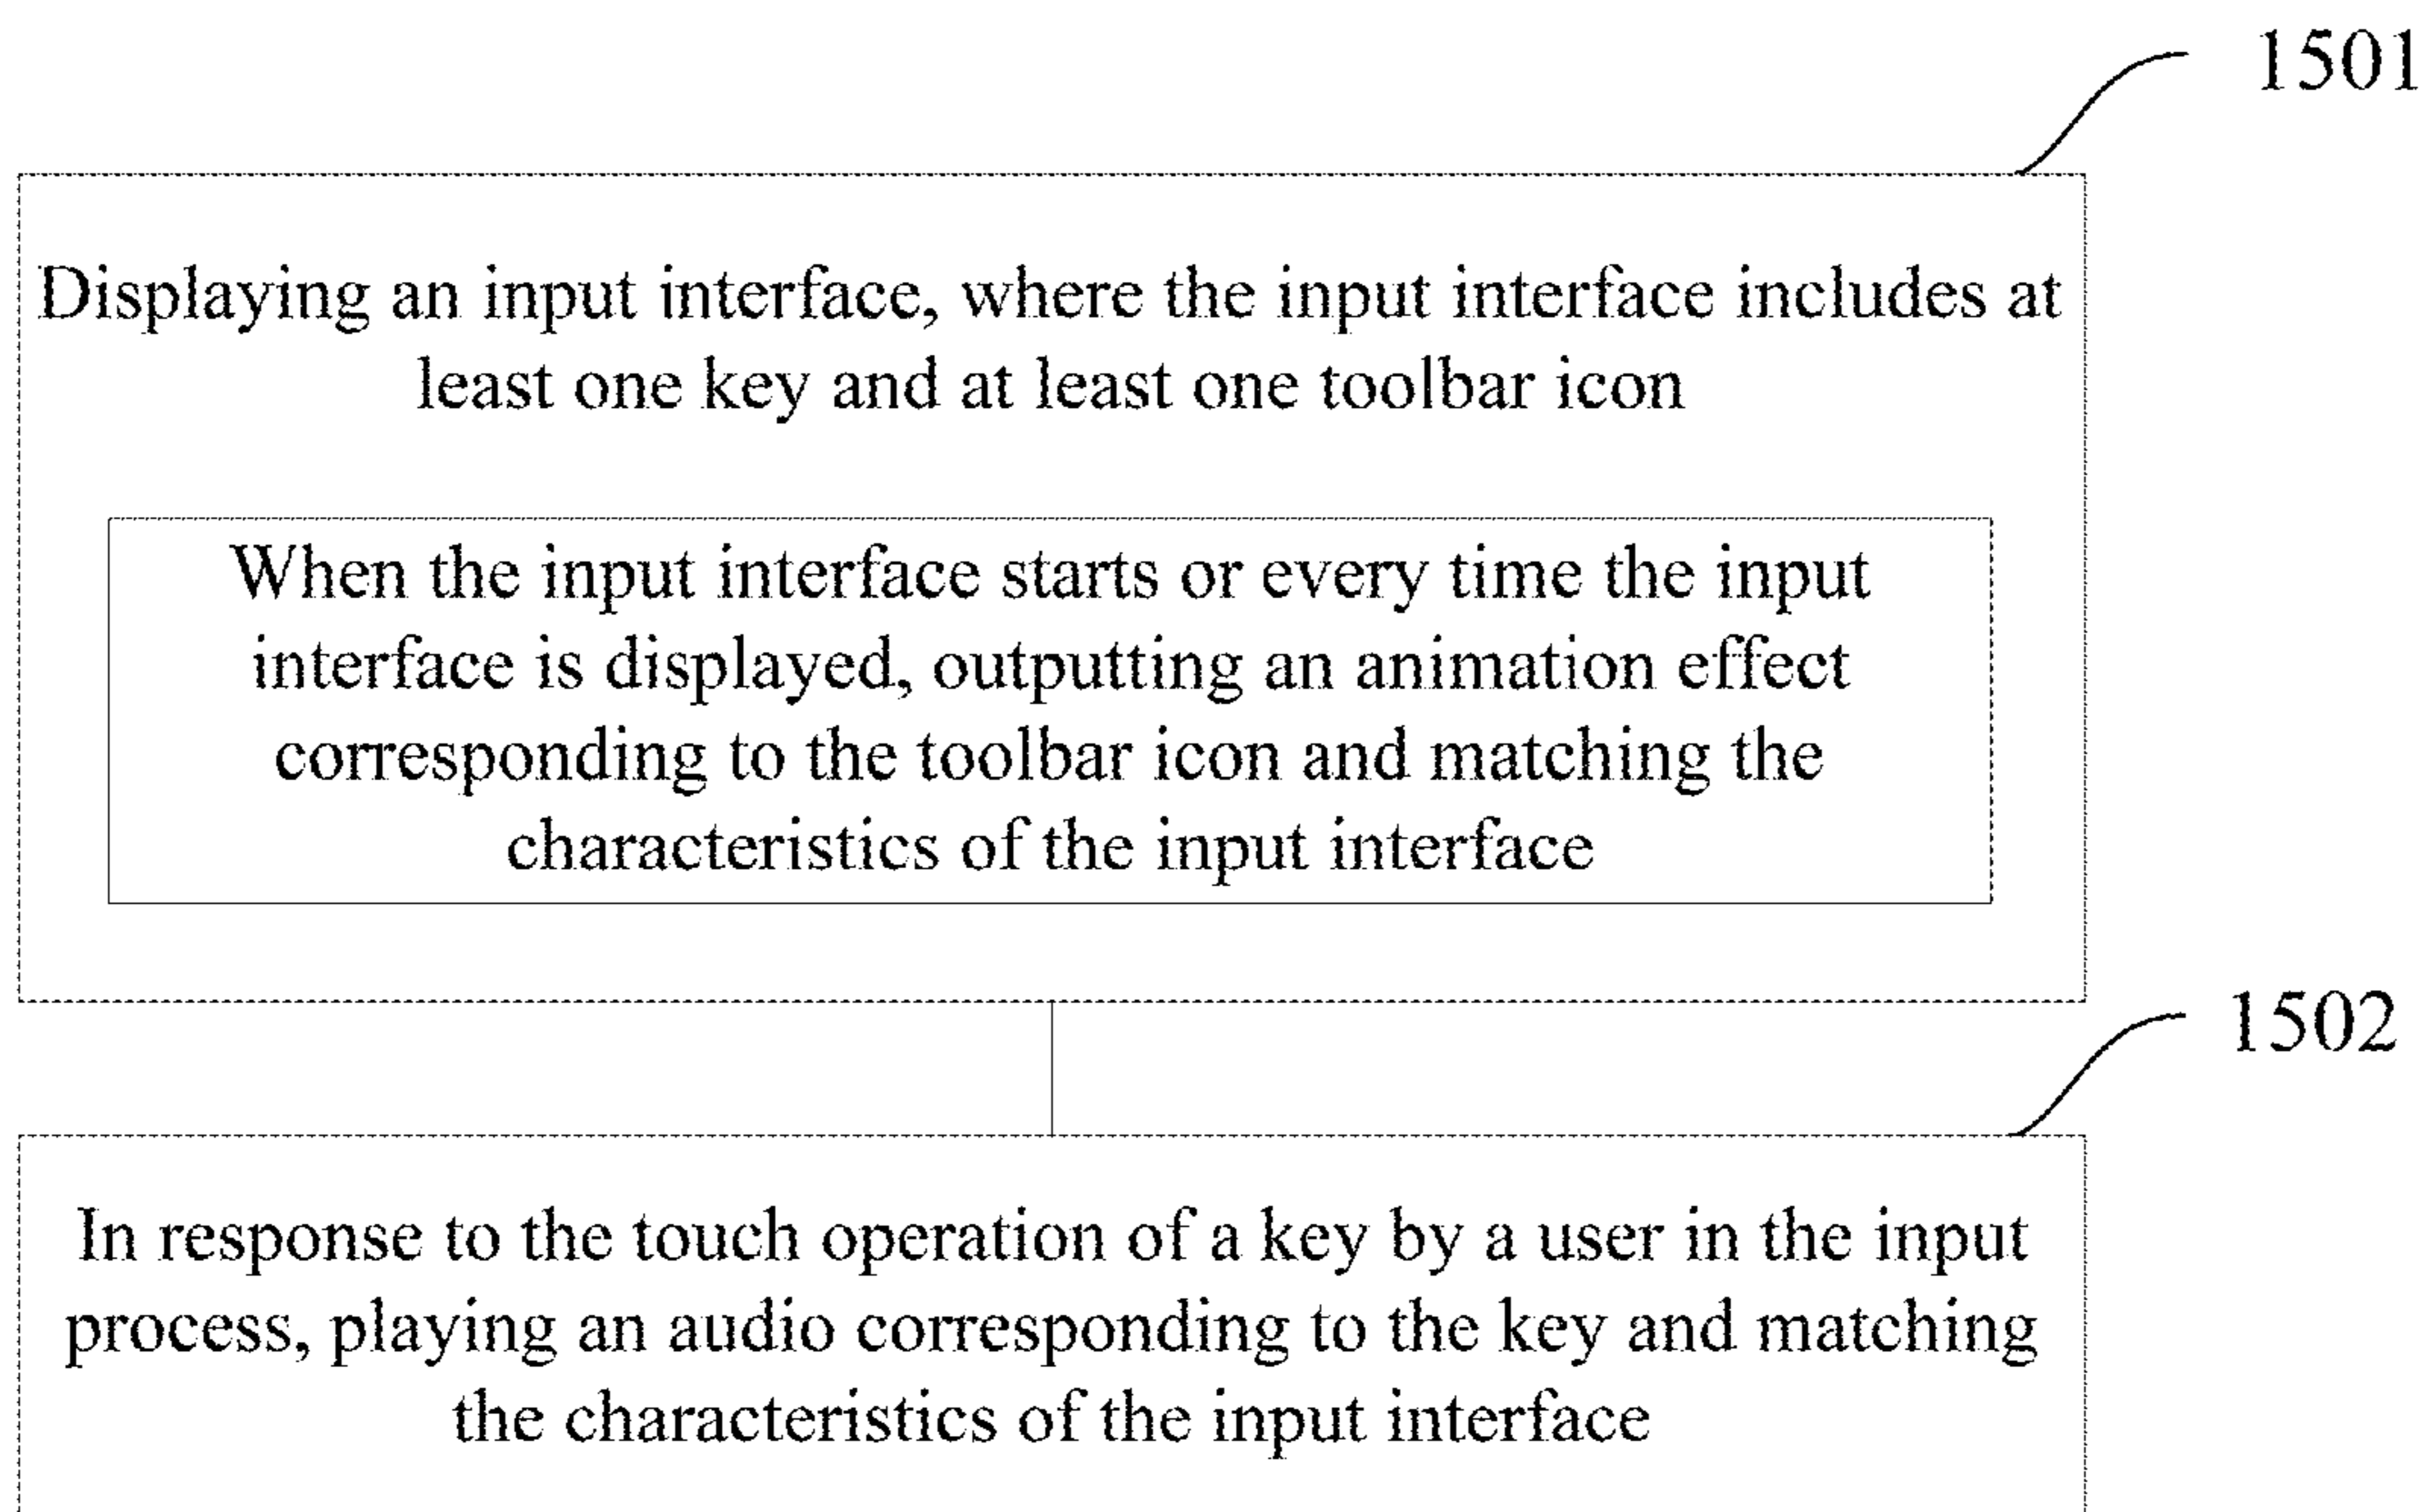 1501
Displaying an input interface, where the input interface includes at
least one key and at least one toolbar icon
When the input interface starts or every time the input
interface is displayed, outputting an animation effect
corresponding to the toolbar icon and matching the
characteristics of the input interface
1502
In response to the touch operation of a key by a user in the input
process, playing an audio corresponding to the key and matching
the characteristics of the input interface